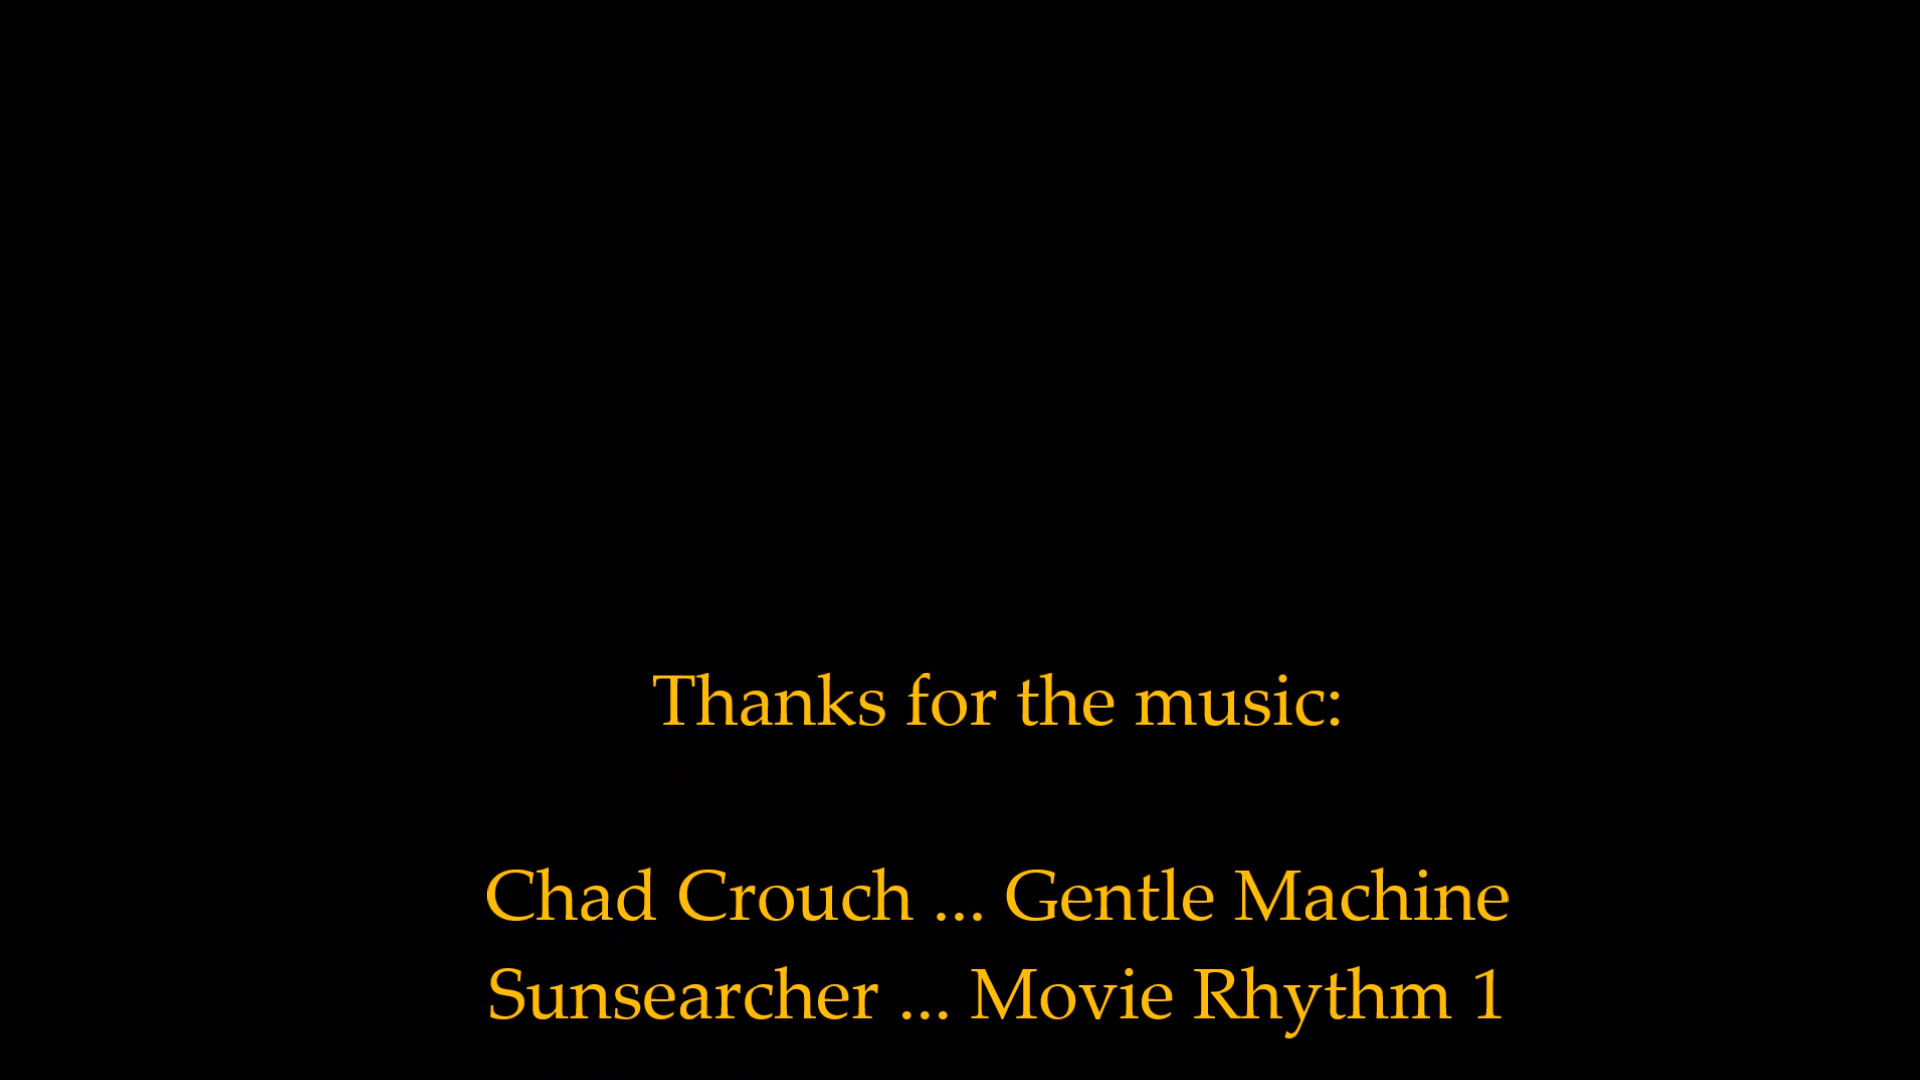 Thanks for the music:
Chad Crouch ... Gentle Machine
Sunsearcher ... Movie Rhythm 1